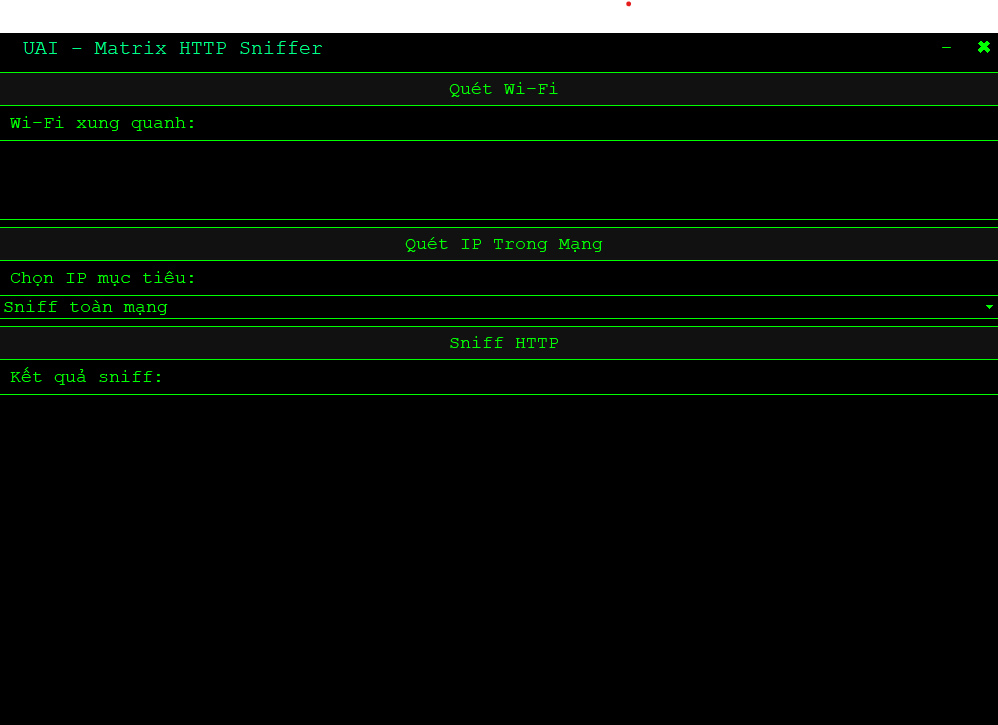 UAI - Matrix HTTP Sniffer
Quét Wi-Fi
Wi-Fi xung quanh:
Quét IP Trong Mạng
Chọn IP mục tiêu:
Sniff toàn mạng
Sniff HTTP
Kết quả sniff: